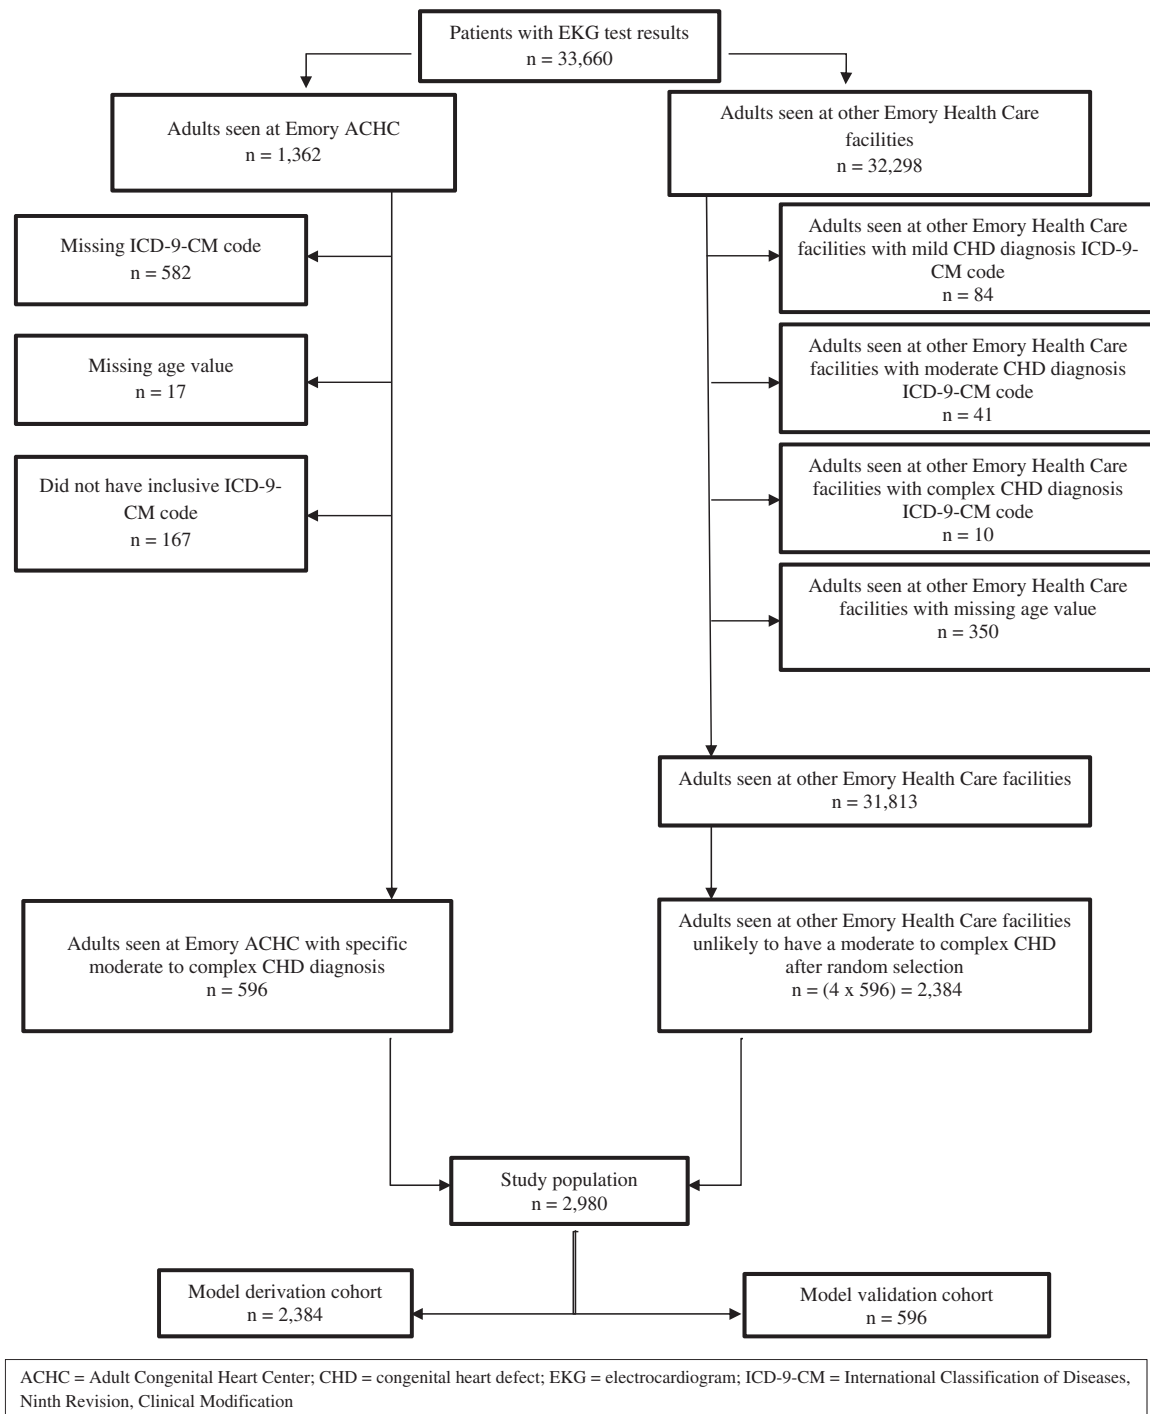 Patients with EKG test results
n = 33,660
Adults seen at Emory ACHC
n = 1,362
Adults seen at other Emory Health Care
facilities
n = 32,298
Missing ICD-9-CM code
n = 582
Missing age value
n = 17
Did not have inclusive ICD-9-
CM code
n = 167
Adults seen at other Emory Health Care
facilities with mild CHD diagnosis ICD-9-
CM code
n = 84
Adults seen at other Emory Health Care
facilities with moderate CHD diagnosis
ICD-9-CM code
n = 41
Adults seen at other Emory Health Care
facilities with complex CHD diagnosis
ICD-9-CM code
n = 10
Adults seen at other Emory Health Care
facilities with missing age value
n = 350
Adults seen at other Emory Health Care facilities
n = 31,813
Adults seen at Emory ACHC with specific
moderate to complex CHD diagnosis
n = 596
Adults seen at other Emory Health Care facilities
unlikely to have a moderate to complex CHD
after random selection
n = (4 x 596) = 2,384
Study population
n = 2,980
Model derivation cohort
n = 2,384
Model validation cohort
n = 596
ACHC = Adult Congenital Heart Center; CHD = congenital heart defect; EKG = electrocardiogram; ICD-9-CM = International Classification of Diseases,
Ninth Revision, Clinical Modification